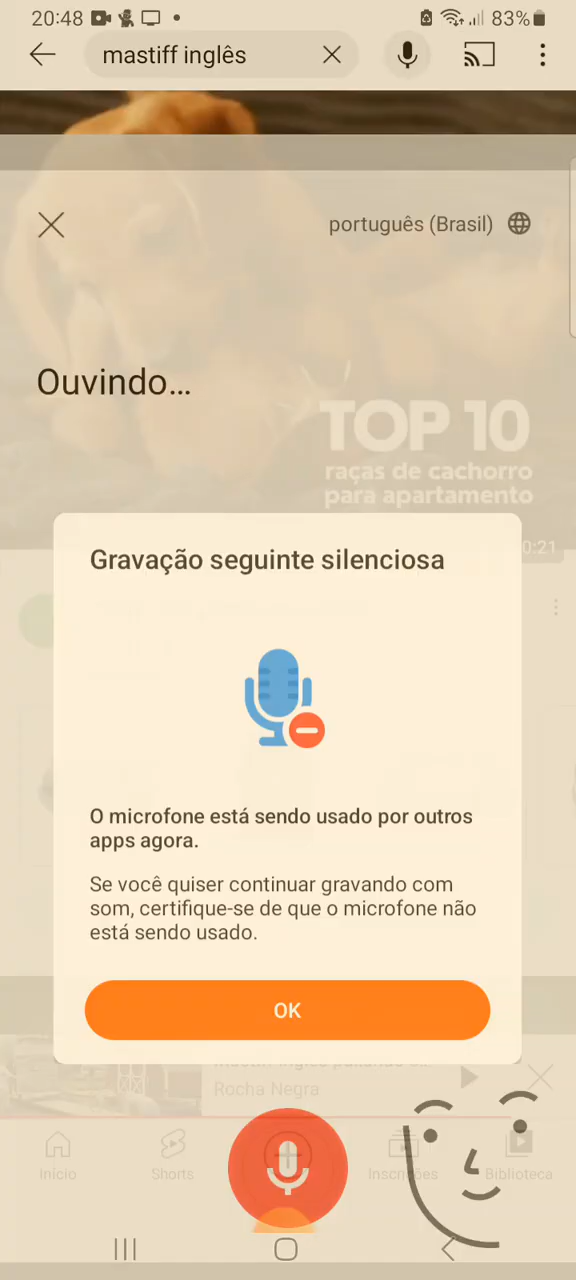 20:48
83%
mastiff inglês
português (Brasil)
Ouvindo...
TOP 10
raças de cachorro
para apartamento
0:21
Gravação seguinte silenciosa
O microfone está sendo usado por outros
apps agora.
Se você quiser continuar gravando com
som, certifique-se de que o microfone não
está sendo usado.
OK
Rocha Negra
Início
Shorts
Inscrições
Biblioteca